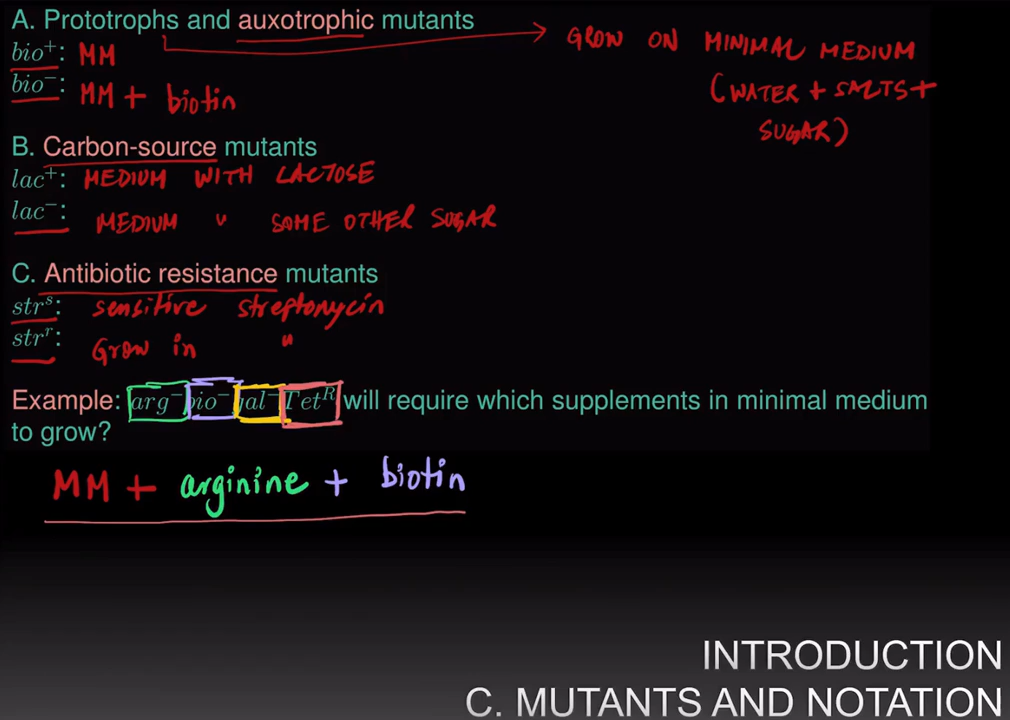 A. Prototrophs and auxotrophic mutants
GROW ON MINIMAL MEDIUM
(WATER + SALTS +
SUGAR)
bio⁺: MM
bio⁻: MM + biotin
B. Carbon-source mutants
lac⁺: MEDIUM WITH LACTOSE
lac⁻: MEDIUM " SOME OTHER SUGAR
C. Antibiotic resistance mutants
strˢ: sensitive streptomycin
strʳ: Grow in "
Example: arg⁻bio⁻gal⁻Tetᴿ will require which supplements in minimal medium
to grow?
MM + arginine + biotin
INTRODUCTION
C. MUTANTS AND NOTATION